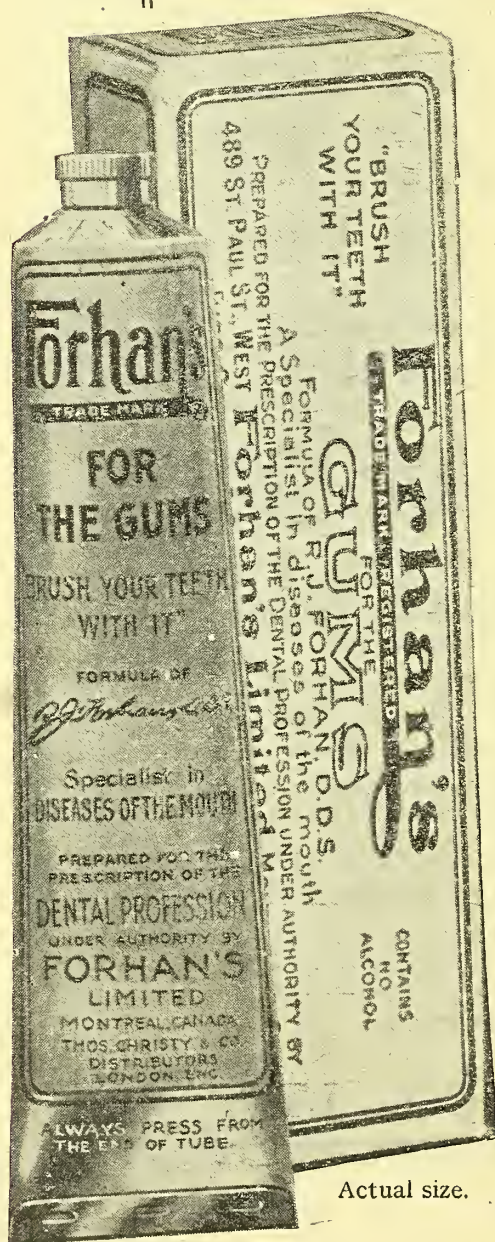 Forhan's
TRADE MARK
FOR
THE GUMS
"BRUSH YOUR TEETH
WITH IT"
FORMULA OF
R J Forhan
Specialist in
DISEASES OF THE MOUTH
PREPARED FOR THE
PRESCRIPTION OF THE
DENTAL PROFESSION
UNDER AUTHORITY BY
FORHAN'S
LIMITED
MONTREAL, CANADA
THOS. CHRISTY & CO.
DISTRIBUTORS
LONDON, ENG.
ALWAYS PRESS FROM
THE END OF TUBE.
"BRUSH
YOUR TEETH
WITH IT"
Forhan's
TRADE MARK REGISTERED
FOR THE
GUMS
FORMULA OF R.J. FORHAN, D.D.S.
A Specialist in diseases of the mouth
PREPARED FOR THE PRESCRIPTION OF THE DENTAL PROFESSION UNDER AUTHORITY BY
Forhan's Limited
489 ST. PAUL ST., WEST
CONTAINS
NO
ALCOHOL
Actual size.